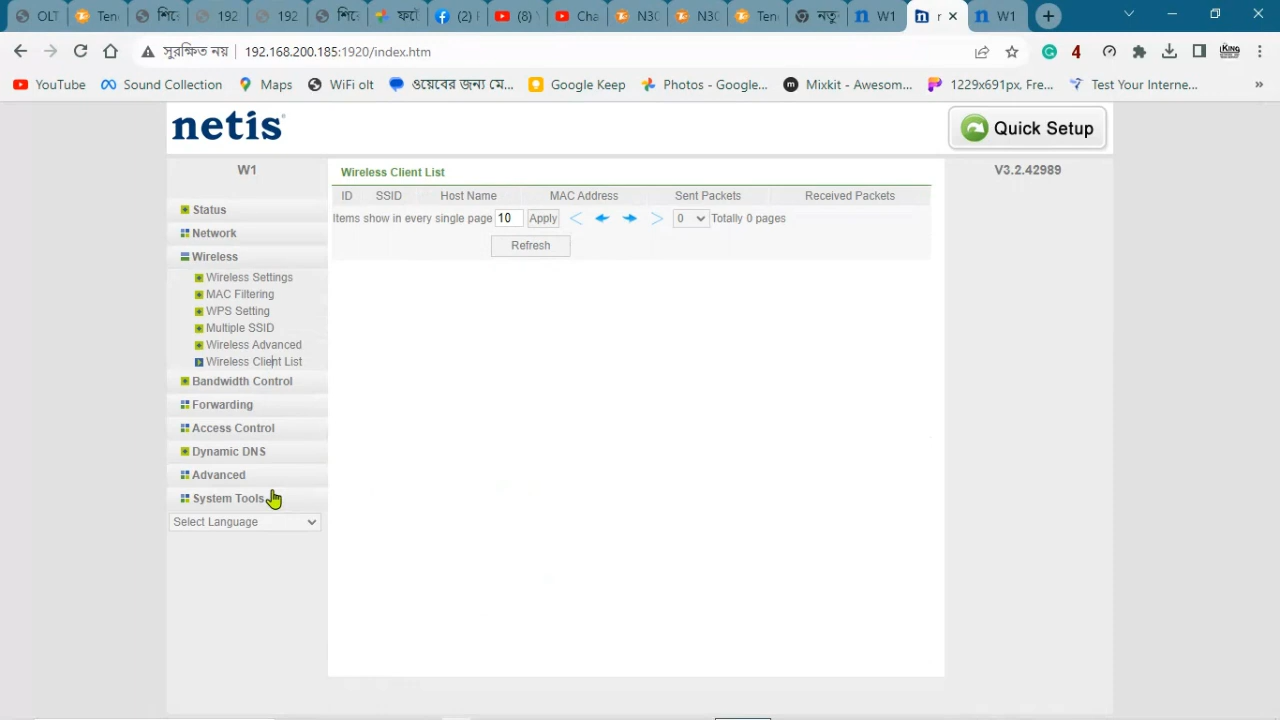 OLT
Ten
শিে
192
192
শিে
ফটো
(2)
(8)
Cha
N30
N30
Ten
নতু
W1
W1
সুরক্ষিত নয় 192.168.200.185:1920/index.htm
4
KING
YouTube Sound Collection Maps WiFi olt ওয়েবের জন্য মে... Google Keep Photos - Google... Mixkit - Awesom... 1229x691px, Fre... Test Your Interne... »
netis
Quick Setup
W1
V3.2.42989
Status
Network
Wireless
Wireless Settings
MAC Filtering
WPS Setting
Multiple SSID
Wireless Advanced
Wireless Client List
Bandwidth Control
Forwarding
Access Control
Dynamic DNS
Advanced
System Tools
Select Language
Wireless Client List
ID SSID Host Name MAC Address Sent Packets Received Packets
Items show in every single page 10 Apply 0 Totally 0 pages
Refresh